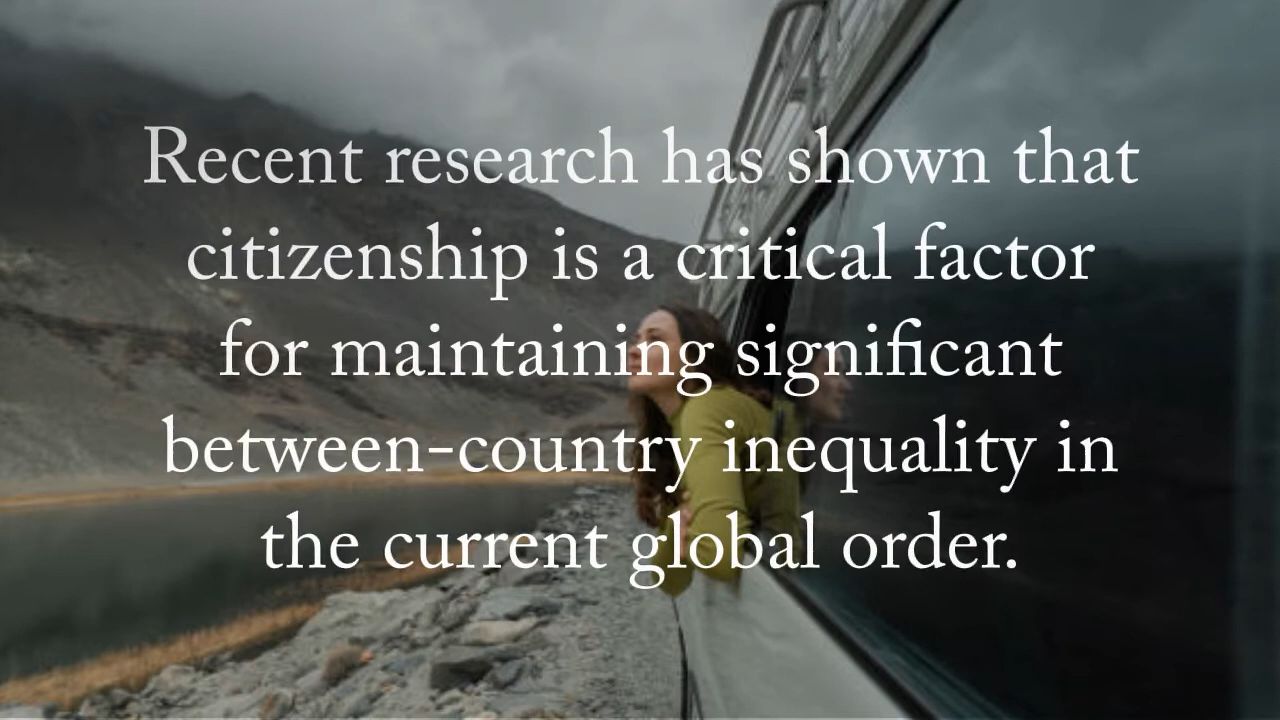 Recent research has shown that
citizenship is a critical factor
for maintaining significant
between-country inequality in
the current global order.